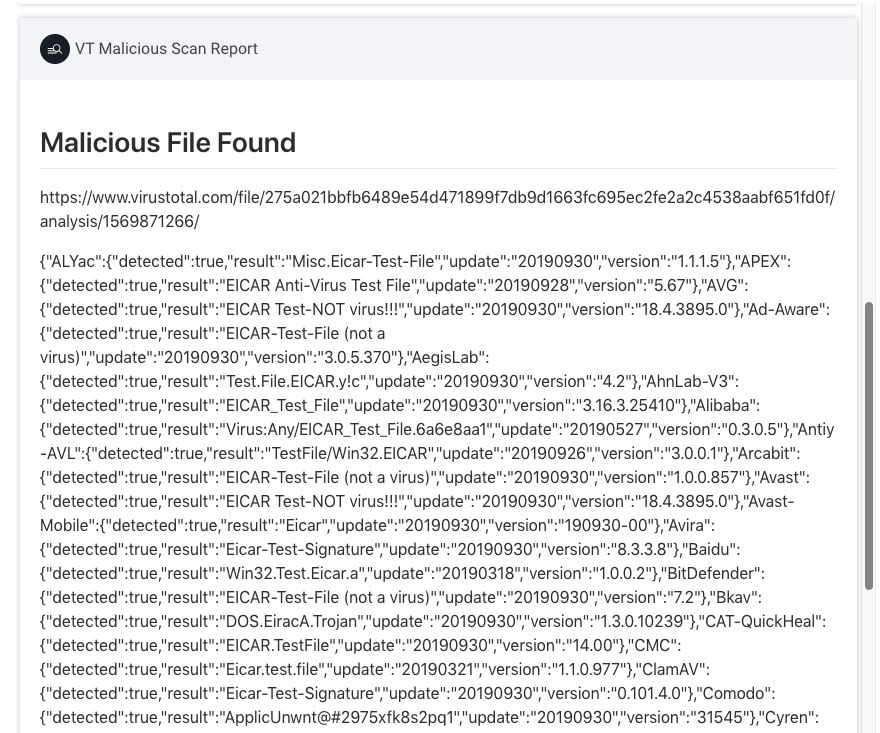 VT Malicious Scan Report
Malicious File Found
https://www.virustotal.com/file/275a021bbfb6489e54d471899f7db9d1663fc695ec2fe2a2c4538aabf651fd0f/
analysis/1569871266/
{"ALYac":{"detected":true,"result":"Misc.Eicar-Test-File","update":"20190930","version":"1.1.1.5"},"APEX":
{"detected":true,"result":"EICAR Anti-Virus Test File","update":"20190928","version":"5.67"},"AVG":
{"detected":true,"result":"EICAR Test-NOT virus!!!","update":"20190930","version":"18.4.3895.0"},"Ad-Aware":
{"detected":true,"result":"EICAR-Test-File (not a
virus)","update":"20190930","version":"3.0.5.370"},"AegisLab":
{"detected":true,"result":"Test.File.EICAR.y!c","update":"20190930","version":"4.2"},"AhnLab-V3":
{"detected":true,"result":"EICAR_Test_File","update":"20190930","version":"3.16.3.25410"},"Alibaba":
{"detected":true,"result":"Virus:Any/EICAR_Test_File.6a6e8aa1","update":"20190527","version":"0.3.0.5"},"Antiy
-AVL":{"detected":true,"result":"TestFile/Win32.EICAR","update":"20190926","version":"3.0.0.1"},"Arcabit":
{"detected":true,"result":"EICAR-Test-File (not a virus)","update":"20190930","version":"1.0.0.857"},"Avast":
{"detected":true,"result":"EICAR Test-NOT virus!!!","update":"20190930","version":"18.4.3895.0"},"Avast-
Mobile":{"detected":true,"result":"Eicar","update":"20190930","version":"190930-00"},"Avira":
{"detected":true,"result":"Eicar-Test-Signature","update":"20190930","version":"8.3.3.8"},"Baidu":
{"detected":true,"result":"Win32.Test.Eicar.a","update":"20190318","version":"1.0.0.2"},"BitDefender":
{"detected":true,"result":"EICAR-Test-File (not a virus)","update":"20190930","version":"7.2"},"Bkav":
{"detected":true,"result":"DOS.EiracA.Trojan","update":"20190930","version":"1.3.0.10239"},"CAT-QuickHeal":
{"detected":true,"result":"EICAR.TestFile","update":"20190930","version":"14.00"},"CMC":
{"detected":true,"result":"Eicar.test.file","update":"20190321","version":"1.1.0.977"},"ClamAV":
{"detected":true,"result":"Eicar-Test-Signature","update":"20190930","version":"0.101.4.0"},"Comodo":
{"detected":true,"result":"ApplicUnwnt@#2975xfk8s2pq1","update":"20190930","version":"31545"},"Cyren":